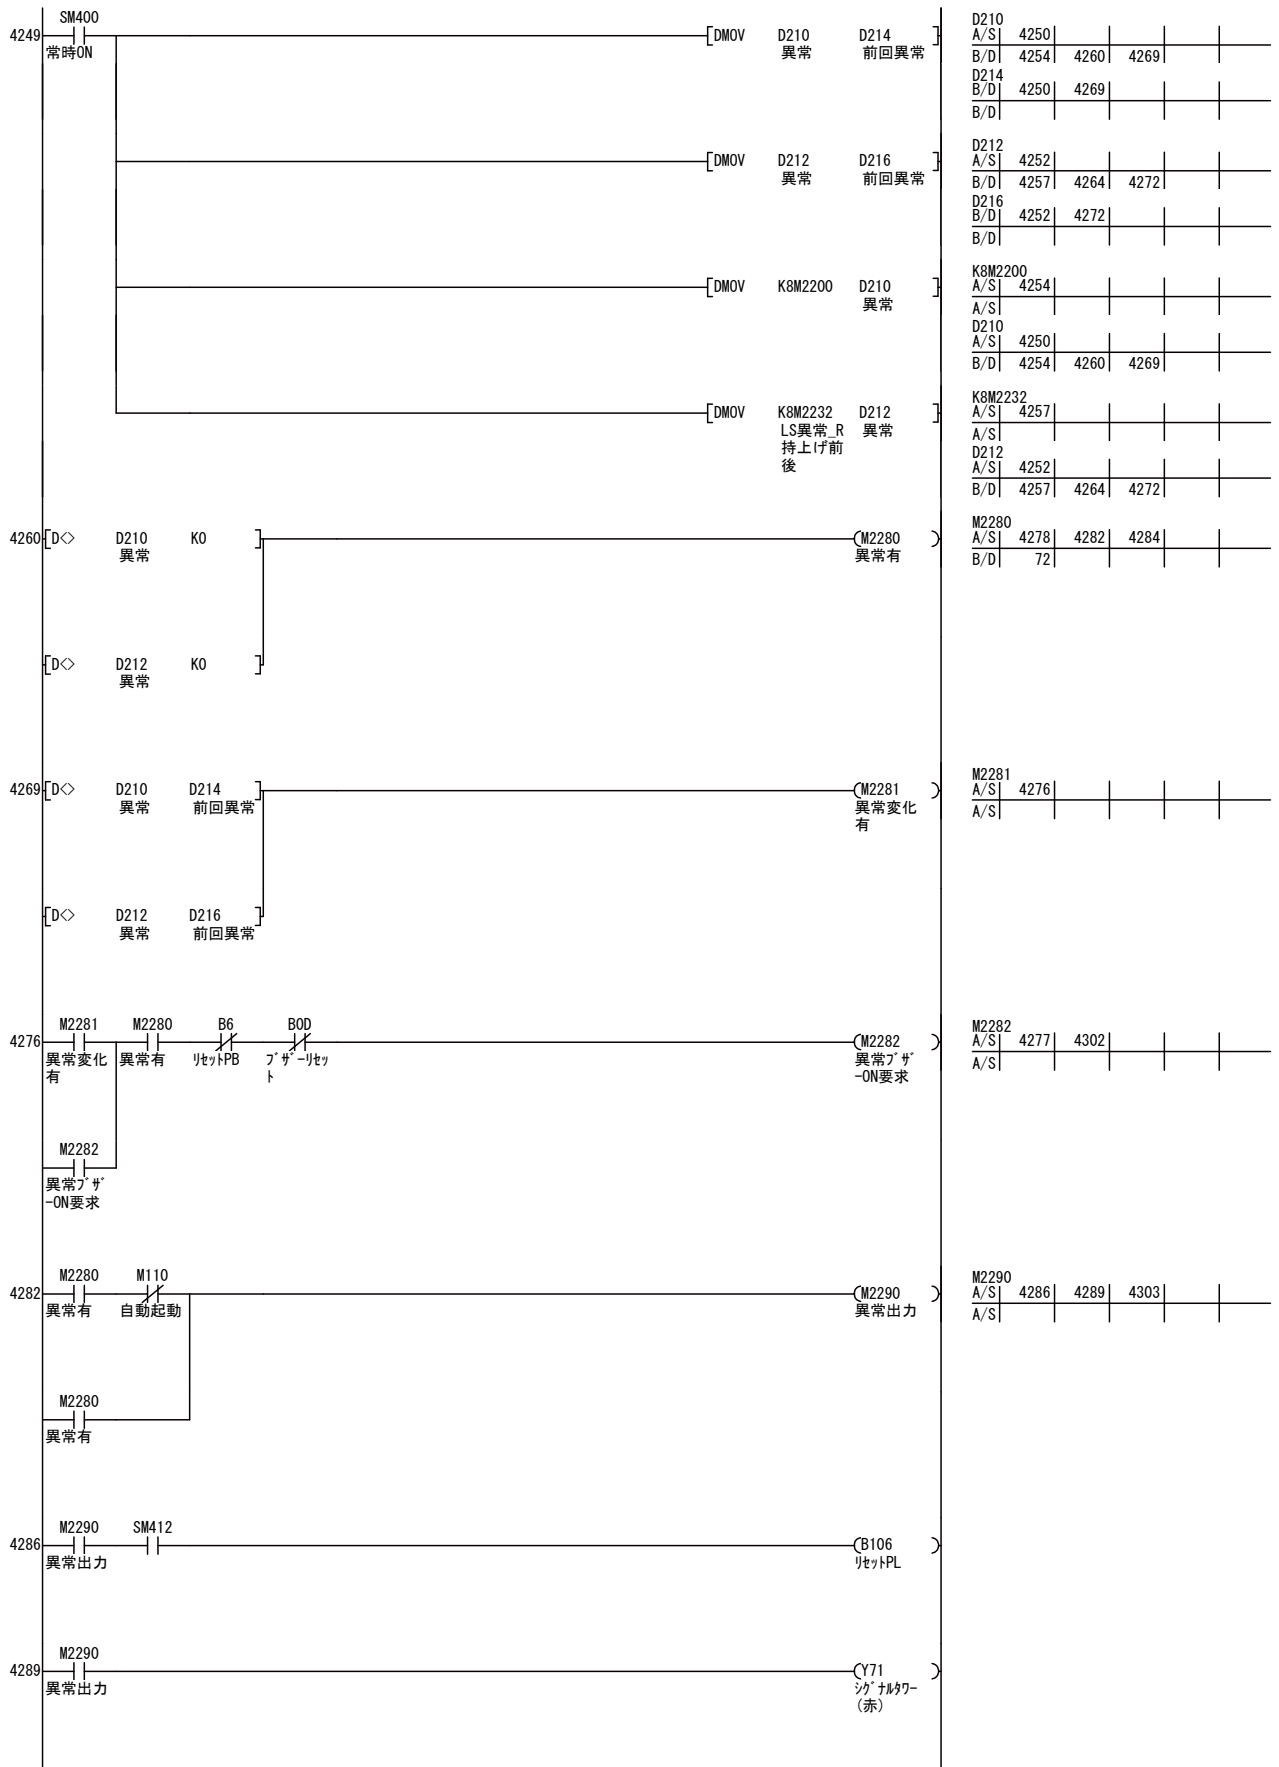 SM400
4249
常時ON
DMOV D210 D214
異常 前回異常
D210
A/S 4250
B/D 4254 4260 4269
D214
B/D 4250 4269
B/D
DMOV D212 D216
異常 前回異常
D212
A/S 4252
B/D 4257 4264 4272
D216
B/D 4252 4272
B/D
DMOV K8M2200 D210
異常
K8M2200
A/S 4254
A/S
D210
A/S 4250
B/D 4254 4260 4269
DMOV K8M2232 D212
LS異常_R 異常
持上げ前
後
K8M2232
A/S 4257
A/S
D212
A/S 4252
B/D 4257 4264 4272
4260 D<> D210 K0
異常
M2280
異常有
M2280
A/S 4278 4282 4284
B/D 72
D<> D212 K0
異常
4269 D<> D210 D214
異常 前回異常
M2281
異常変化
有
M2281
A/S 4276
A/S
D<> D212 D216
異常 前回異常
M2281 M2280 B6 B0D
4276
異常変化 異常有 ﾘｾｯﾄPB ﾌﾞｻﾞｰﾘｾｯ
有 ﾄ
M2282
異常ﾌﾞｻﾞ
-ON要求
M2282
A/S 4277 4302
A/S
M2282
異常ﾌﾞｻﾞ
-ON要求
M2280 M110
4282
異常有 自動起動
M2290
異常出力
M2290
A/S 4286 4289 4303
A/S
M2280
異常有
M2290 SM412
4286
異常出力
B106
ﾘｾｯﾄPL
M2290
4289
異常出力
Y71
ｼｸﾞﾅﾙﾀﾜｰ
(赤)